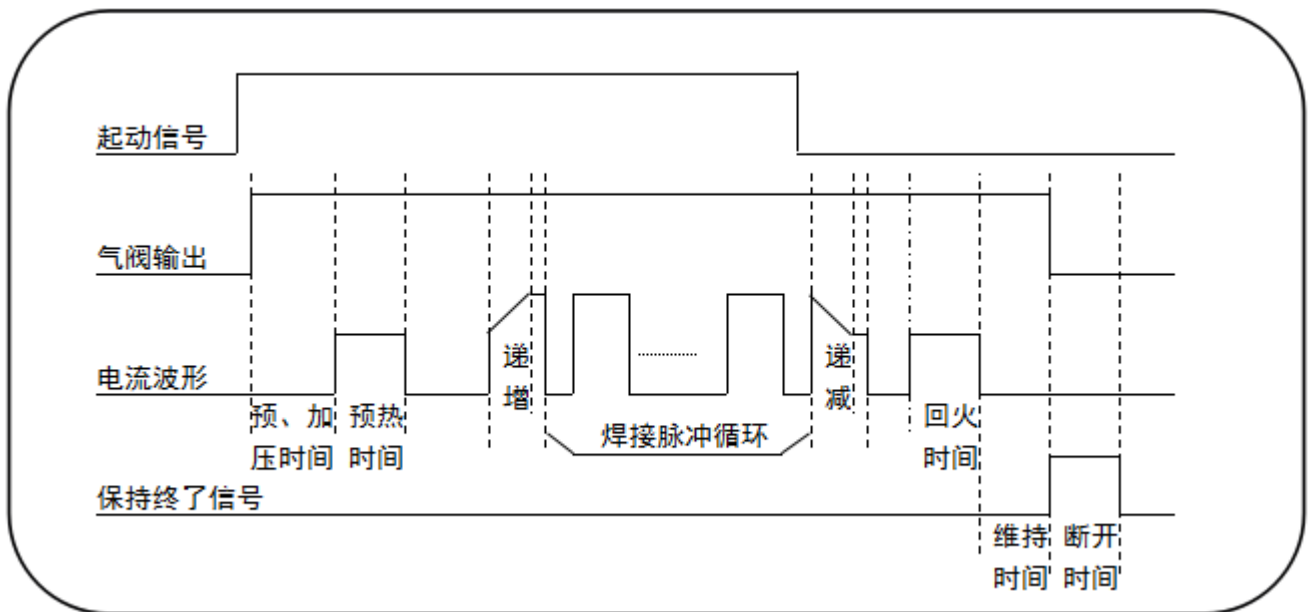 起动信号
气阀输出
电流波形
递
增
递
减
预、加
压时间
预热
时间
焊接脉冲循环
回火
时间
保持终了信号
维持
时间
断开
时间